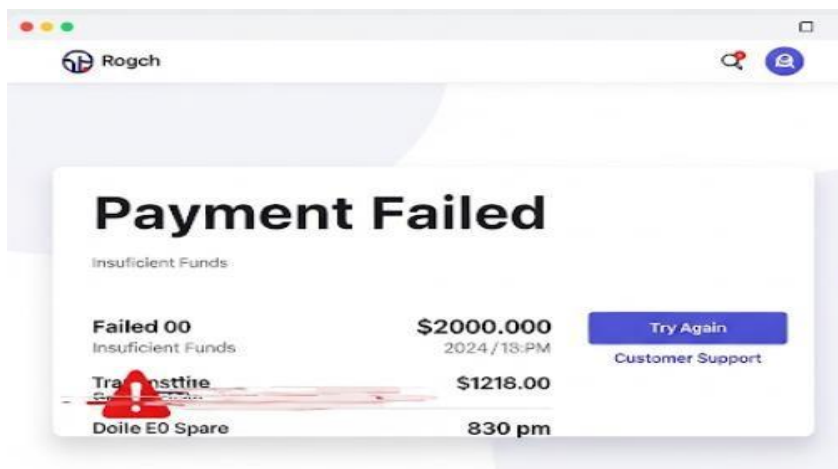 Rogch
Payment Failed
Insuficient Funds
Failed 00 $2000.000
Insuficient Funds 2024/13:PM
Try Again
Customer Support
$1218.00
Doile E0 Spare 830 pm